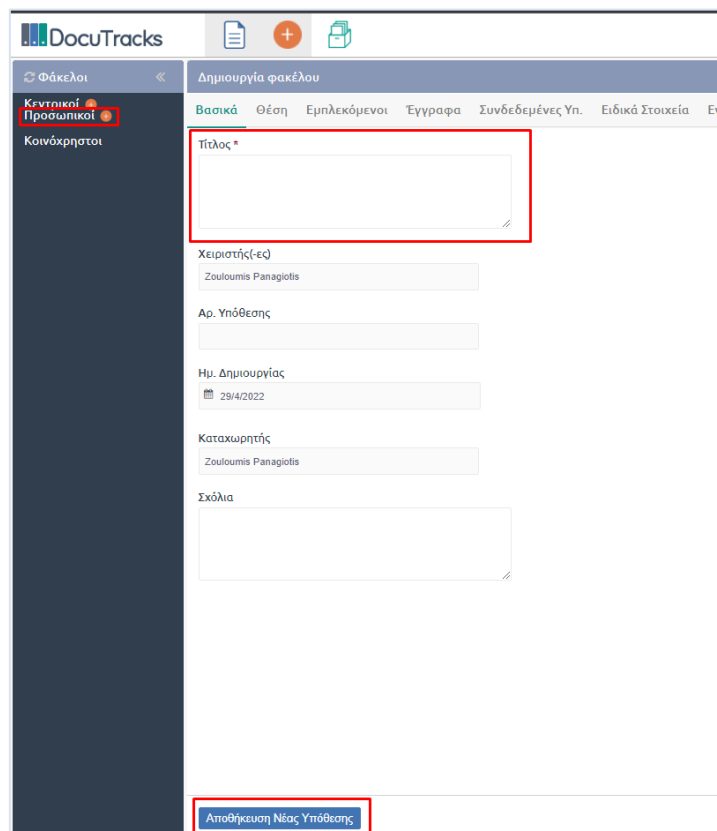 DocuTracks
Φάκελοι
Δημιουργία φακέλου
Κεντρικοί
Προσωπικοί
Κοινόχρηστοι
Βασικά Θέση Εμπλεκόμενοι Έγγραφα Συνδεδεμένες Υπ. Ειδικά Στοιχεία
Τίτλος *
Χειριστής(-ες)
Zouloumis Panagiotis
Αρ. Υπόθεσης
Ημ. Δημιουργίας
29/4/2022
Καταχωρητής
Zouloumis Panagiotis
Σχόλια
Αποθήκευση Νέας Υπόθεσης